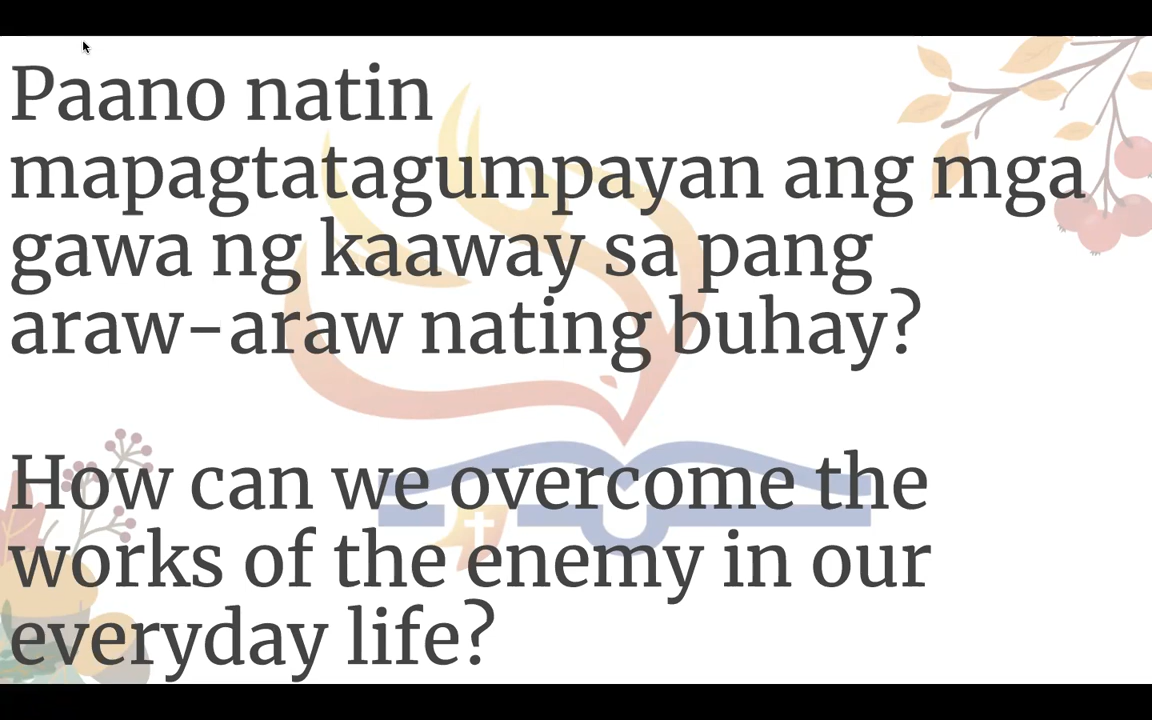 Paano natin
mapagtatagumpayan ang mga
gawa ng kaaway sa pang
araw-araw nating buhay?
How can we overcome the
works of the enemy in our
everyday life?